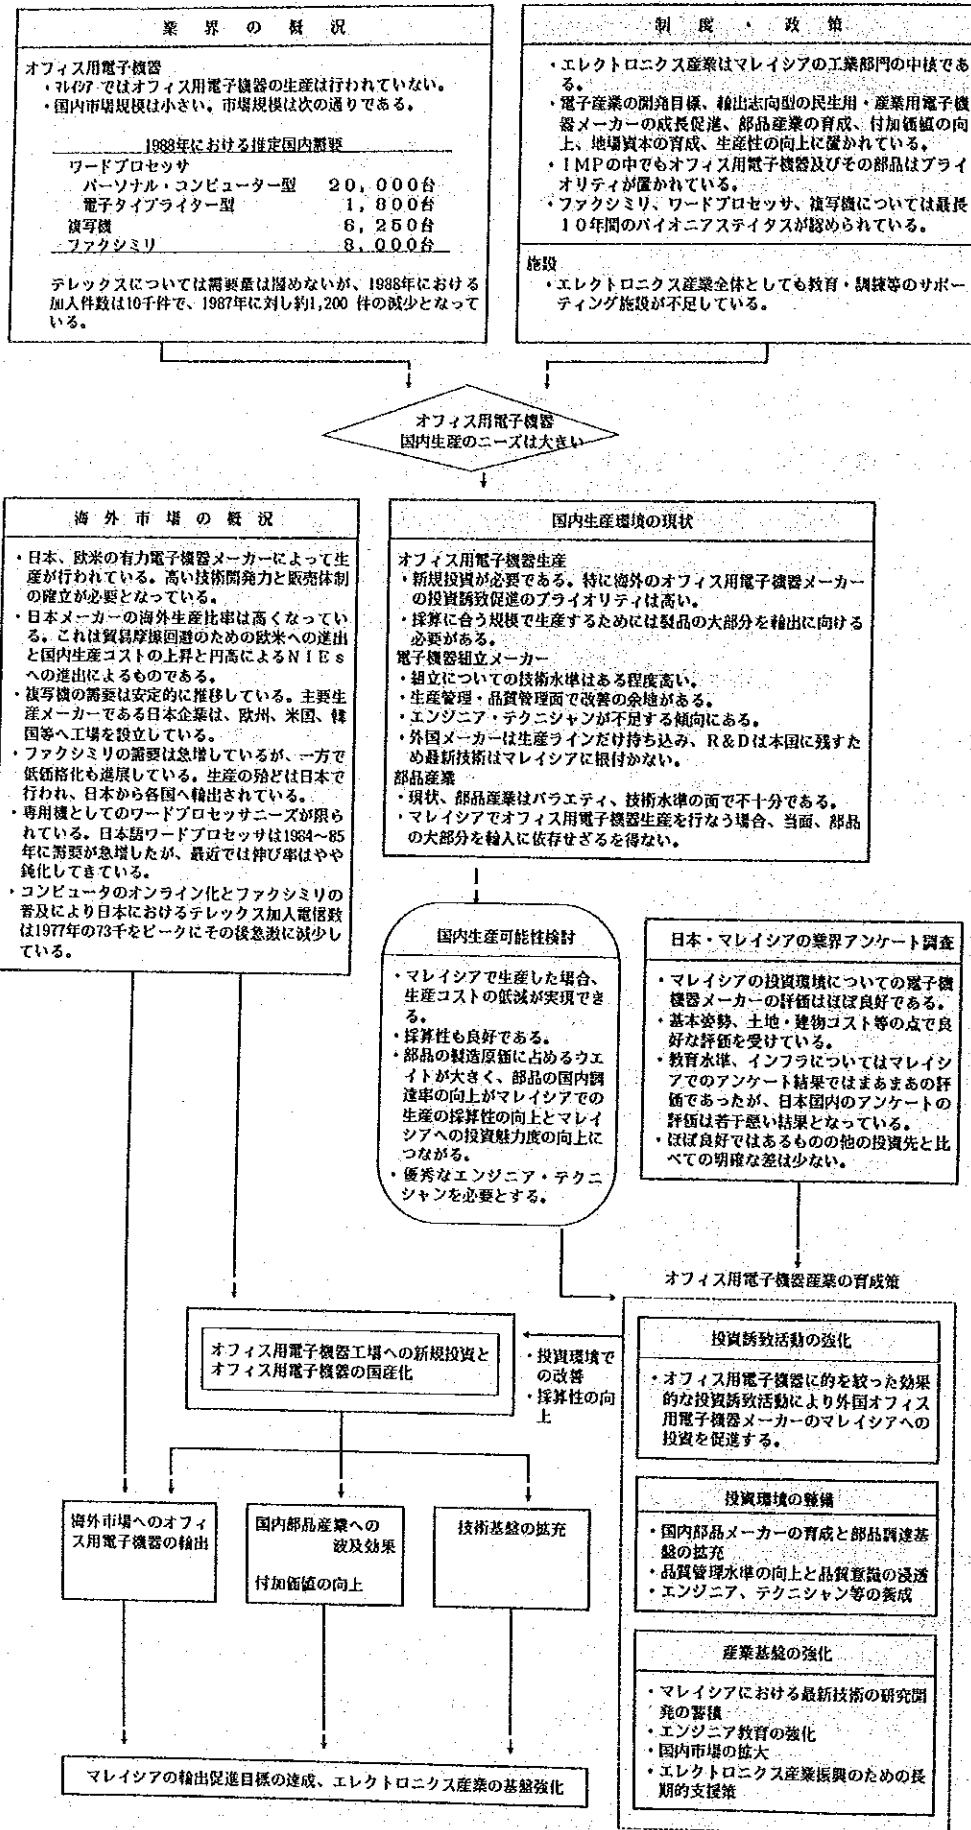 業界の概況
オフィス用電子機器
・マレイシアではオフィス用電子機器の生産は行われていない。
・国内市場規模は小さい。市場規模は次の通りである。
1988年における推定国内需要
ワードプロセッサ
パーソナル・コンピューター型 20,000台
電子タイプライター型 1,800台
複写機 6,250台
ファクシミリ 8,000台
テレックスについては需要量は掴めないが、1988年における
加入件数は10千件で、1987年に対し約1,200 件の減少となって
いる。
制度・政策
・エレクトロニクス産業はマレイシアの工業部門の中核であ
る。
・電子産業の開発目標、輸出志向型の民生用・産業用電子機
器メーカーの成長促進、部品産業の育成、付加価値の向
上、地場資本の育成、生産性の向上に置かれている。
・IMPの中でもオフィス用電子機器及びその部品はプライ
オリティが置かれている。
・ファクシミリ、ワードプロセッサ、複写機については最長
10年間のパイオニアステイタスが認められている。
施設
・エレクトロニクス産業全体としても教育・訓練等のサポー
ティング施設が不足している。
オフィス用電子機器
国内生産のニーズは大きい
海外市場の概況
・日本、欧米の有力電子機器メーカーによって生
産が行われている。高い技術開発力と販売体制
の確立が必要となっている。
・日本メーカーの海外生産比率は高くなってい
る。これは貿易摩擦回避のための欧米への進出
と国内生産コストの上昇と円高によるNIEs
への進出によるものである。
・複写機の需要は安定的に推移している。主要生
産メーカーである日本企業は、欧州、米国、韓
国等へ工場を設立している。
・ファクシミリの需要は急増しているが、一方で
低価格化も進展している。生産の殆どは日本で
行われ、日本から各国へ輸出されている。
・専用機としてのワードプロセッサニーズが限ら
れている。日本語ワードプロセッサは1984～85
年に需要が急増したが、最近では伸び率はやや
鈍化してきている。
・コンピュータのオンライン化とファクシミリの
普及により日本におけるテレックス加入電信数
は1977年の73千をピークにその後急激に減少し
ている。
国内生産環境の現状
オフィス用電子機器生産
・新規投資が必要である。特に海外のオフィス用電子機器メーカー
の投資誘致促進のプライオリティは高い。
・採算に合う規模で生産するためには製品の大部分を輸出に向ける
必要がある。
電子機器組立メーカー
・組立についての技術水準はある程度高い。
・生産管理・品質管理面で改善の余地がある。
・エンジニア・テクニシャンが不足する傾向にある。
・外国メーカーは生産ラインだけ持ち込み、R＆Dは本国に残すた
め最新技術はマレイシアに根付かない。
部品産業
・現状、部品産業はバラエティ、技術水準の面で不十分である。
・マレイシアでオフィス用電子機器生産を行なう場合、当面、部品
の大部分を輸入に依存せざるを得ない。
国内生産可能性検討
・マレイシアで生産した場合、
生産コストの低減が実現でき
る。
・採算性も良好である。
・部品の製造原価に占めるウエ
イトが大きく、部品の国内調
達率の向上がマレイシアでの
生産の採算性の向上とマレイ
シアへの投資魅力度の向上に
つながる。
・優秀なエンジニア・テクニ
シャンを必要とする。
日本・マレイシアの業界アンケート調査
・マレイシアの投資環境についての電子機
機器メーカーの評価はほぼ良好である。
・基本姿勢、土地・建物コスト等の点で良
好な評価を受けている。
・教育水準、インフラについてはマレイシ
アでのアンケート結果ではまあまあの評
価であったが、日本国内のアンケートの
評価は若干悪い結果となっている。
・ほぼ良好ではあるものの他の投資先と比
べての明確な差は少ない。
オフィス用電子機器産業の育成策
オフィス用電子機器工場への新規投資と
オフィス用電子機器の国産化
・投資環境で
の改善
・採算性の向
上
投資誘致活動の強化
・オフィス用電子機器に的を絞った効果
的な投資誘致活動により外国オフィス
用電子機器メーカーのマレイシアへの
投資を促進する。
投資環境の整備
・国内部品メーカーの育成と部品調達基
盤の拡充
・品質管理水準の向上と品質意識の浸透
・エンジニア、テクニシャン等の養成
産業基盤の強化
・マレイシアにおける最新技術の研究開
発の蓄積
・エンジニア教育の強化
・国内市場の拡大
・エレクトロニクス産業振興のための長
期的支援策
海外市場へのオフィ
ス用電子機器の輸出
国内部品産業への
波及効果
付加価値の向上
技術基盤の拡充
マレイシアの輸出促進目標の達成、エレクトロニクス産業の基盤強化